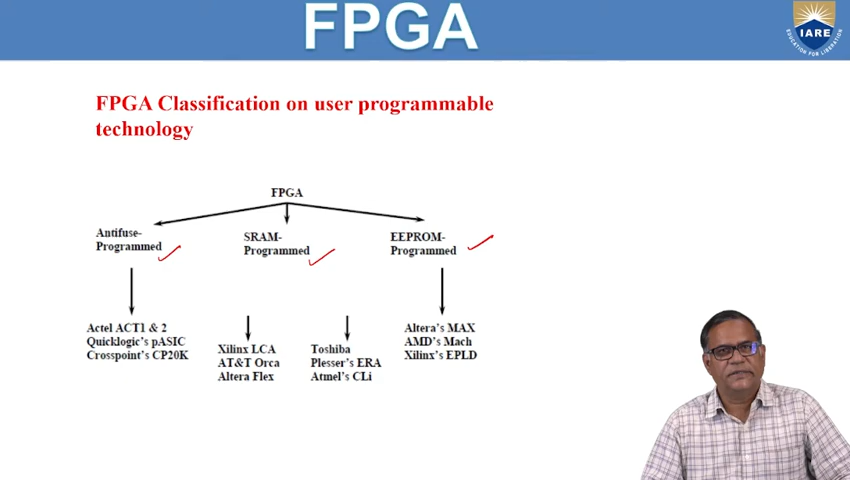 FPGA
IARE
EDUCATION FOR LIBERATION
FPGA Classification on user programmable
technology
FPGA
Antifuse-
Programmed
SRAM-
Programmed
EEPROM-
Programmed
Actel ACT1 & 2
Quicklogic's pASIC
Crosspoint's CP20K
Xilinx LCA
AT&T Orca
Altera Flex
Toshiba
Plesser's ERA
Atmel's CLi
Altera's MAX
AMD's Mach
Xilinx's EPLD